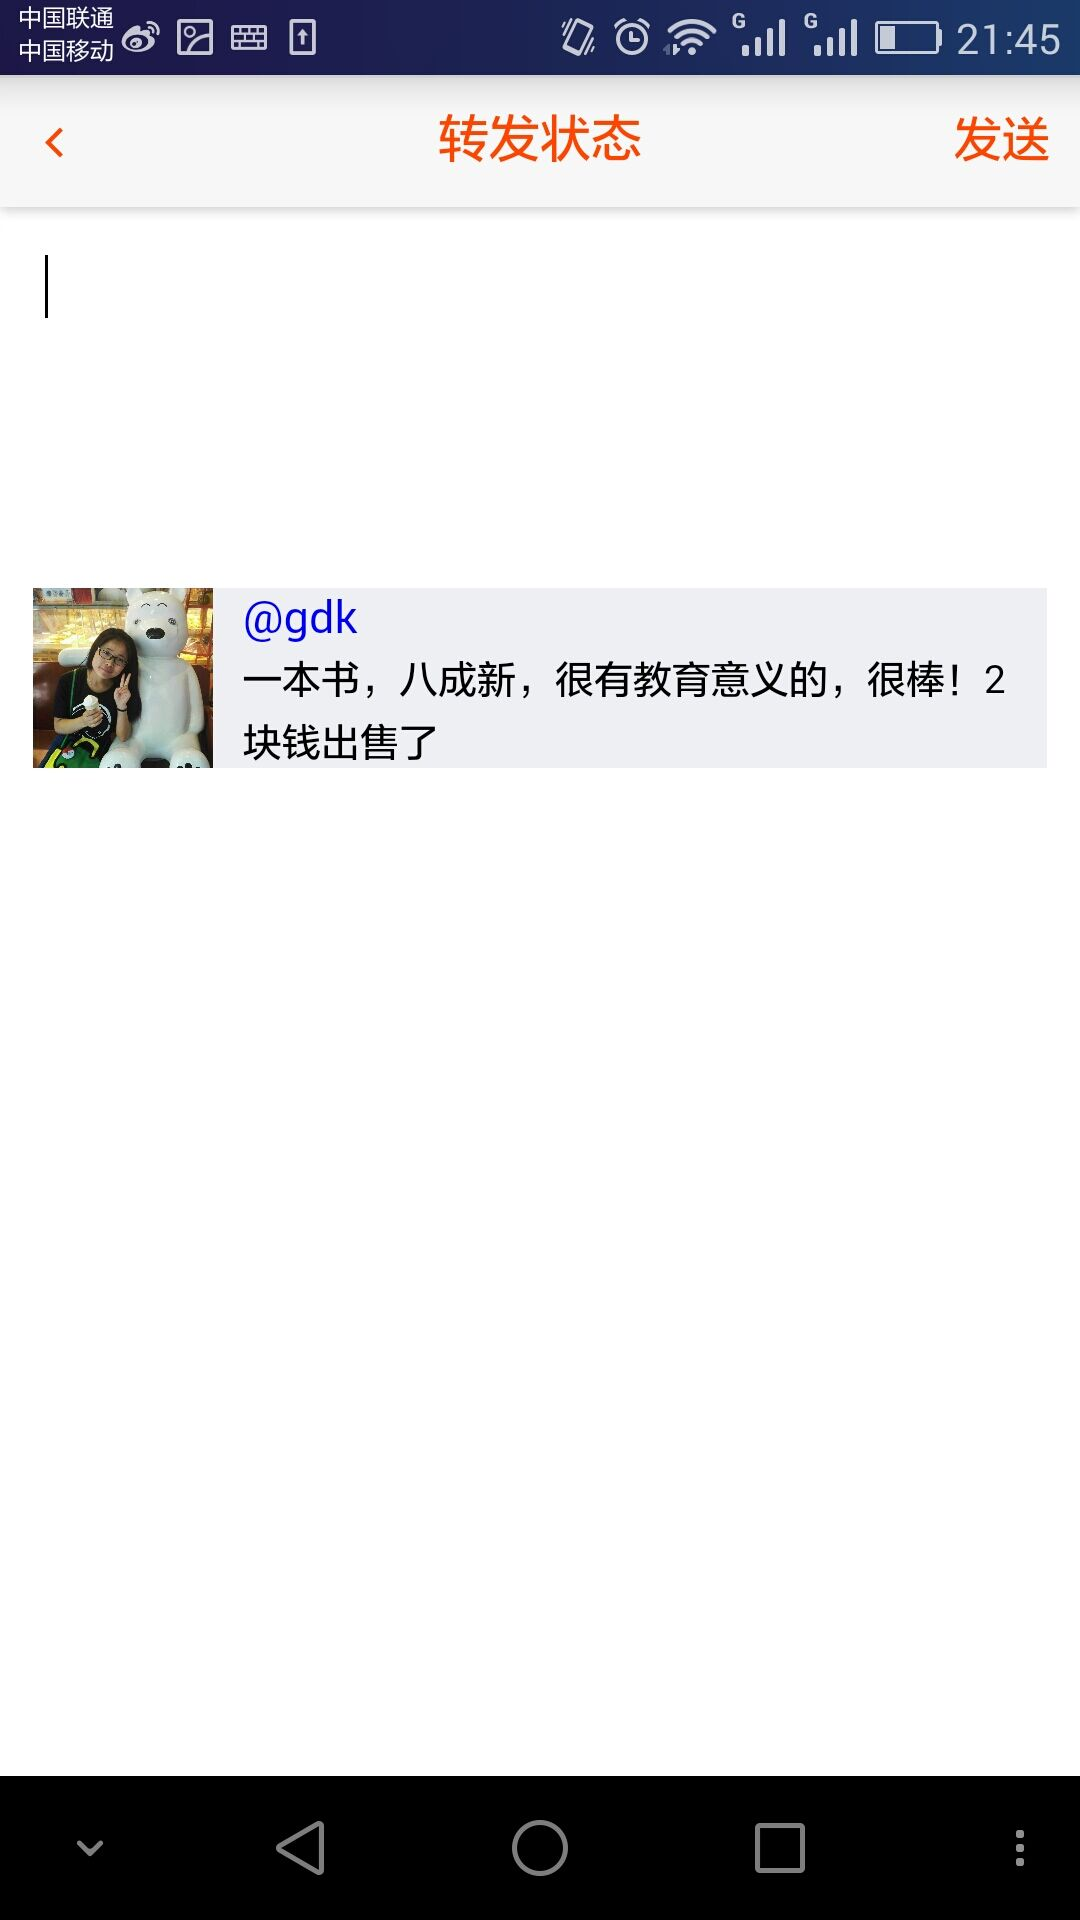 中国联通
中国移动
G
G
21:45
转发状态
发送
@gdk
一本书，八成新，很有教育意义的，很棒！2
块钱出售了